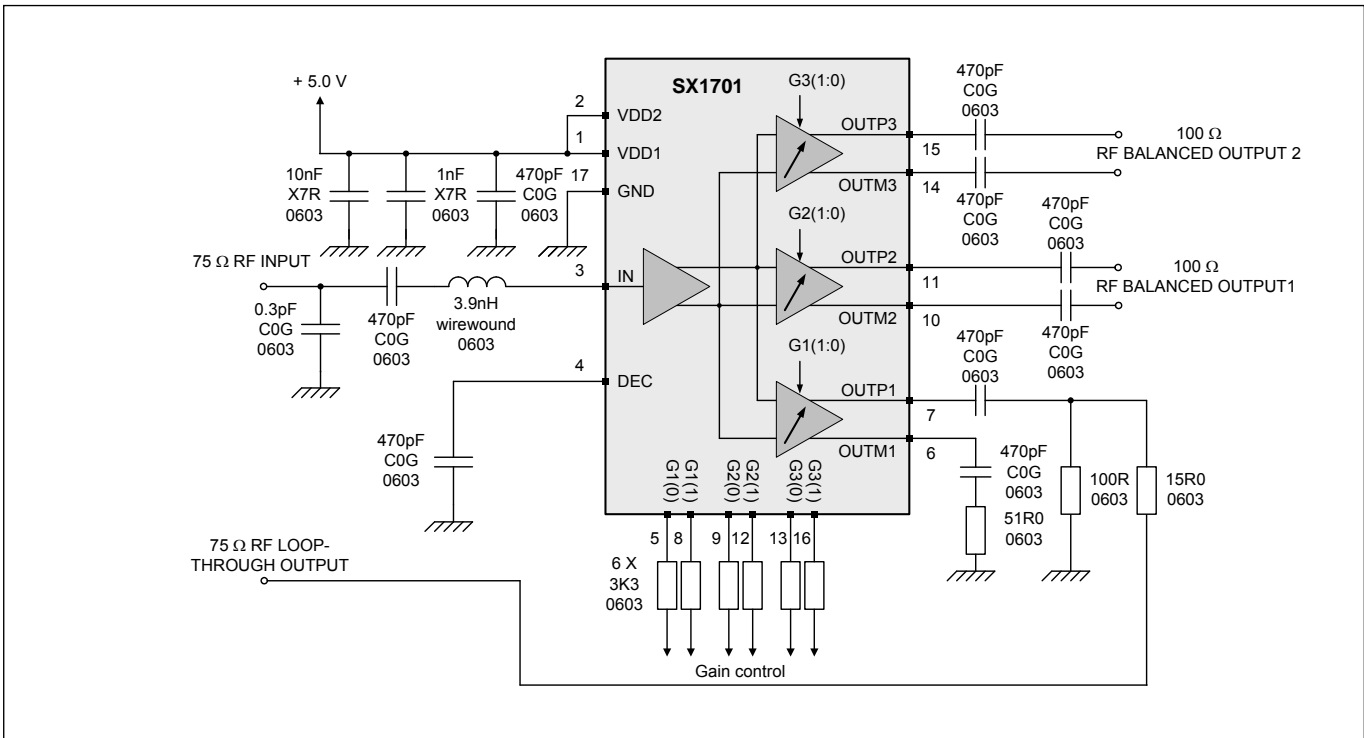 + 5.0 V
10nF
X7R
0603
1nF
X7R
0603
470pF
C0G
0603
2
1
17
VDD2
VDD1
GND
SX1701
G3(1:0)
OUTP3
15
OUTM3
14
470pF
C0G
0603
470pF
C0G
0603
100 Ω
RF BALANCED OUTPUT 2
75 Ω RF INPUT
0.3pF
C0G
0603
470pF
C0G
0603
3.9nH
wirewound
0603
3
IN
G2(1:0)
OUTP2
11
OUTM2
10
470pF
C0G
0603
470pF
C0G
0603
100 Ω
RF BALANCED OUTPUT1
4
DEC
470pF
C0G
0603
G1(1:0)
OUTP1
7
OUTM1
6
470pF
C0G
0603
470pF
C0G
0603
51R0
0603
100R
0603
15R0
0603
G1(0)
G1(1)
G2(0)
G2(1)
G3(0)
G3(1)
5
8
9
12
13
16
6 X
3K3
0603
Gain control
75 Ω RF LOOP-
THROUGH OUTPUT